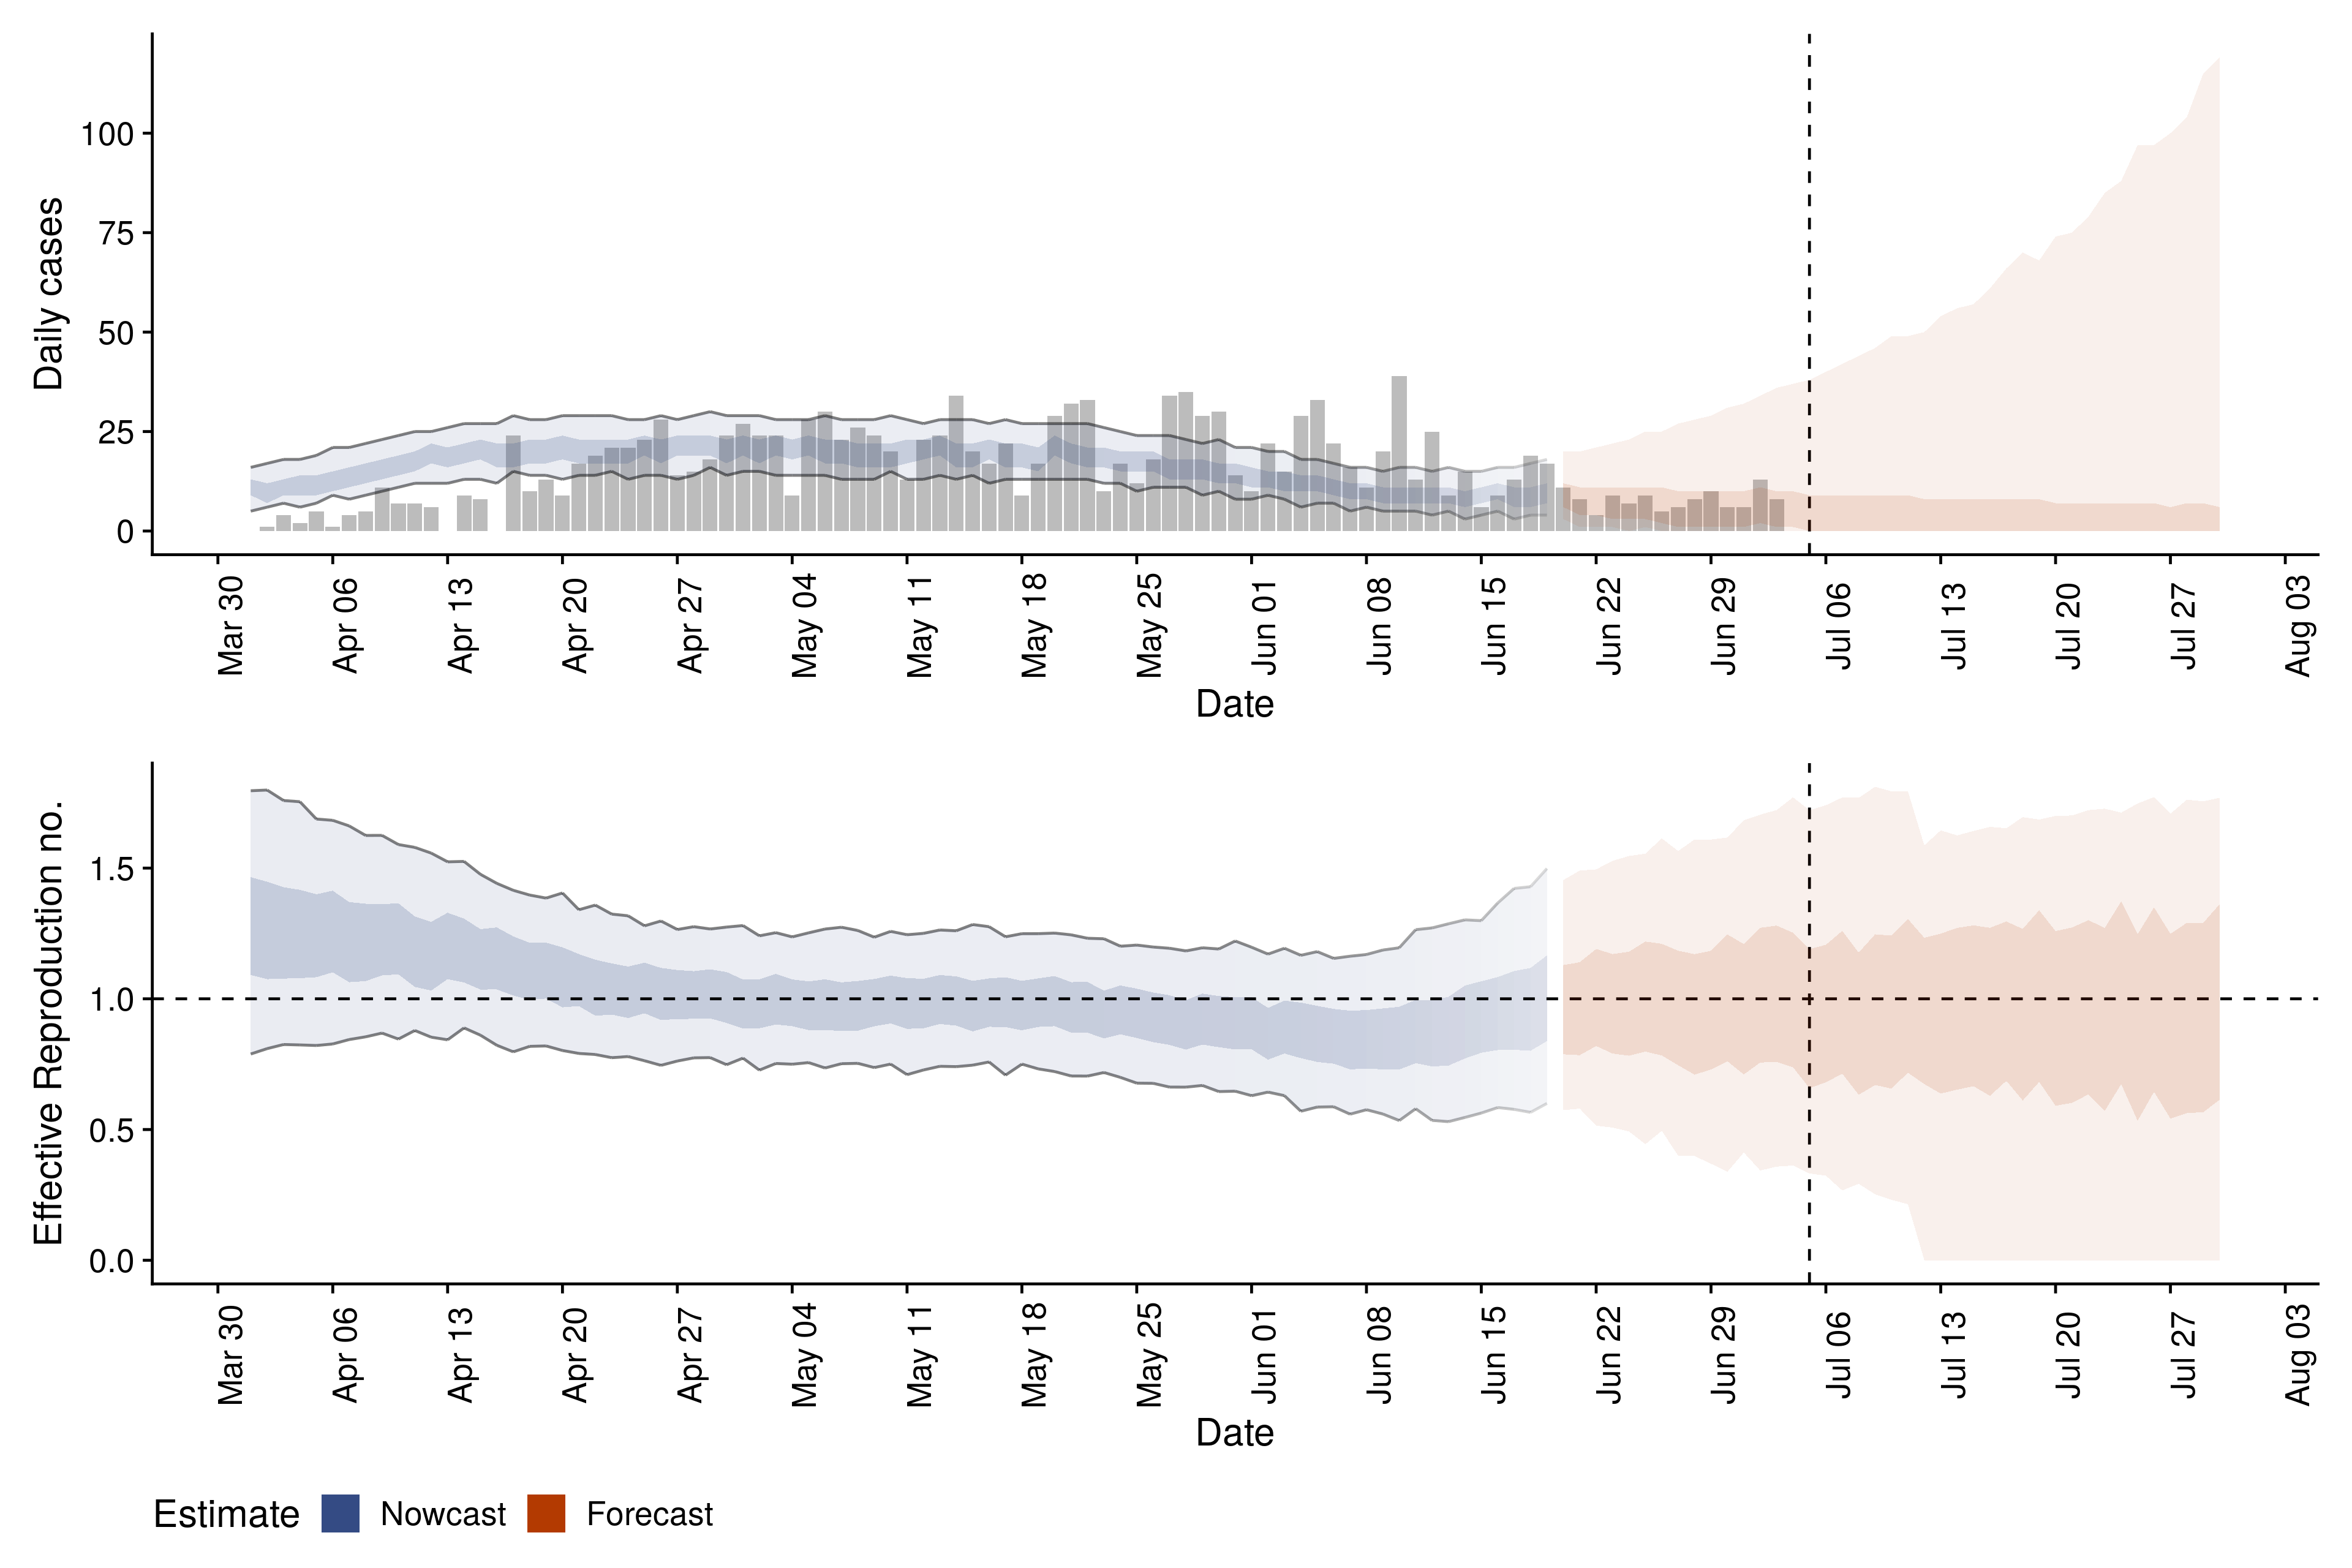 Daily cases
100
75
50
25
0
Mar 30
Apr 06
Apr 13
Apr 20
Apr 27
May 04
May 11
May 18
May 25
Jun 01
Jun 08
Jun 15
Jun 22
Jun 29
Jul 06
Jul 13
Jul 20
Jul 27
Aug 03
Date
Effective Reproduction no.
1.5
1.0
0.5
0.0
Mar 30
Apr 06
Apr 13
Apr 20
Apr 27
May 04
May 11
May 18
May 25
Jun 01
Jun 08
Jun 15
Jun 22
Jun 29
Jul 06
Jul 13
Jul 20
Jul 27
Aug 03
Date
Estimate Nowcast Forecast